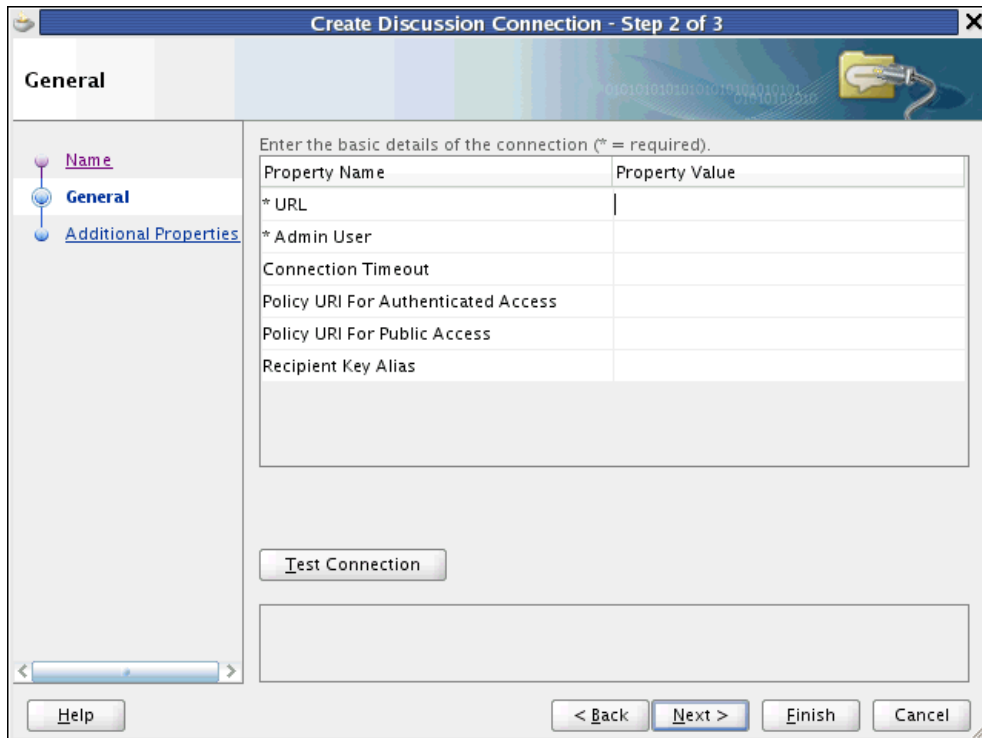 Create Discussion Connection - Step 2 of 3
General
Name
General
Additional Properties
Enter the basic details of the connection (* = required).
Property Name Property Value
* URL
* Admin User
Connection Timeout
Policy URI For Authenticated Access
Policy URI For Public Access
Recipient Key Alias
Test Connection
Help < Back Next > Finish Cancel